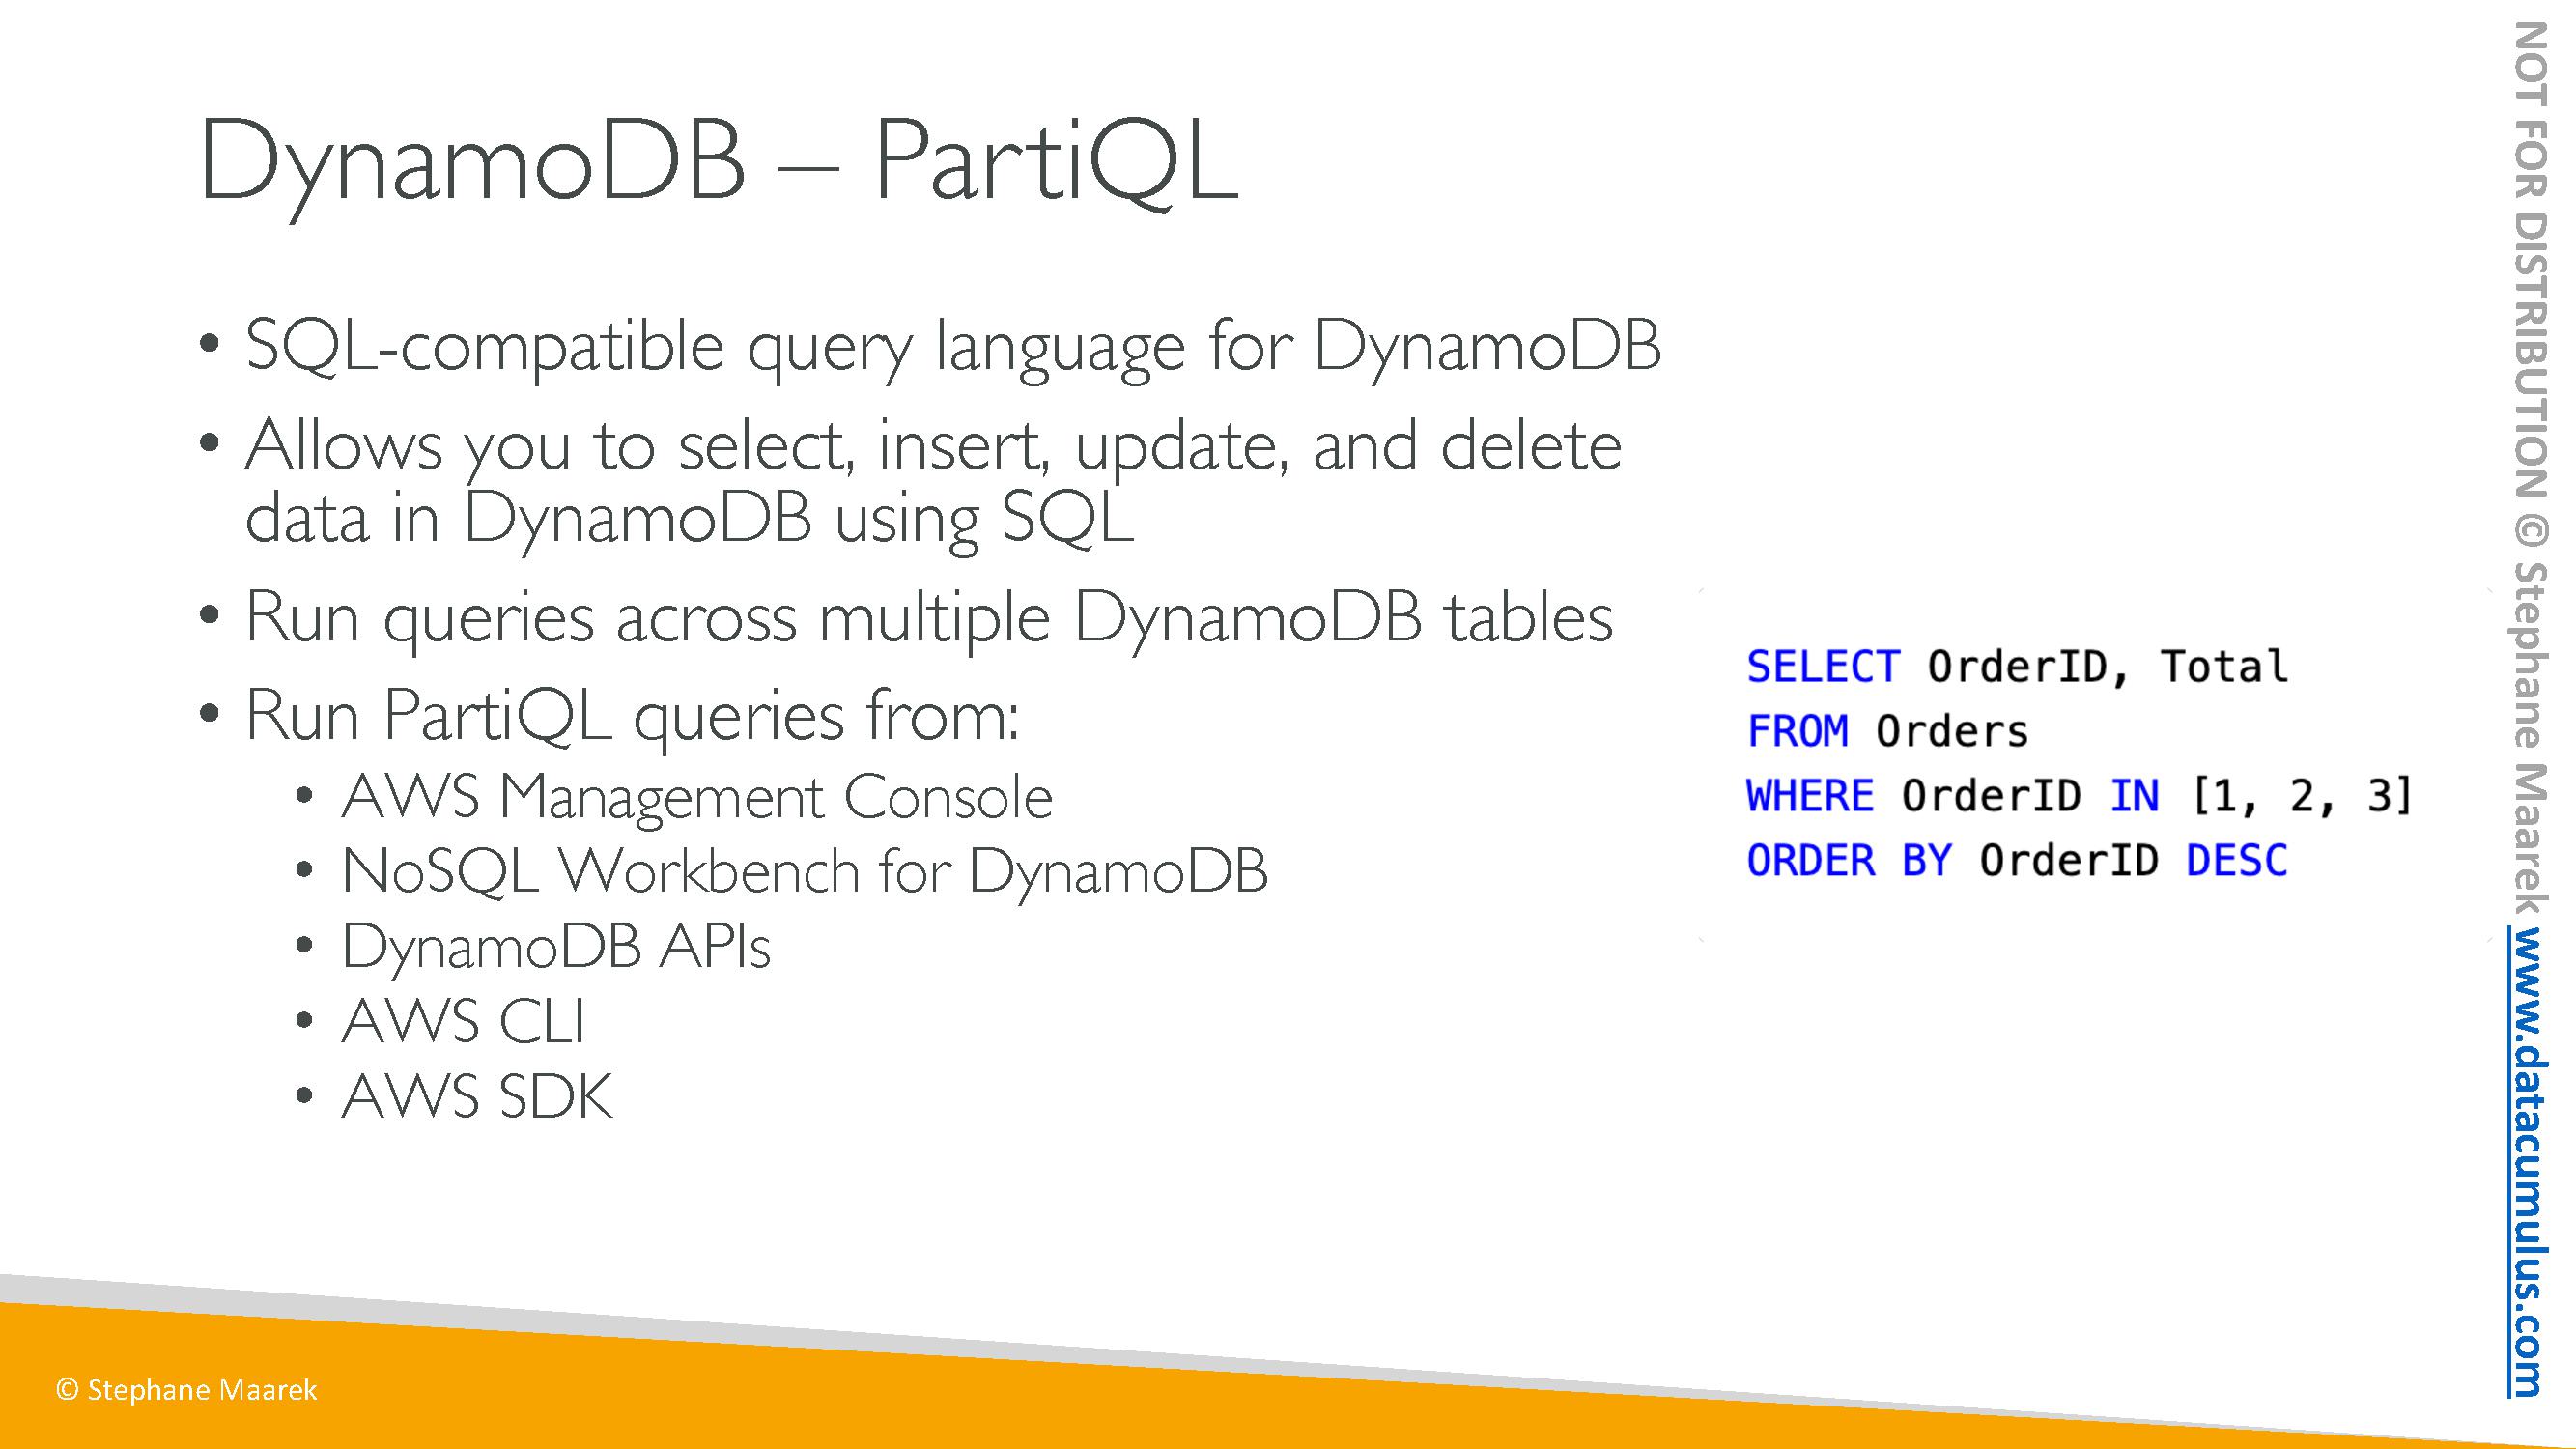 DynamoDB – PartiQL
• SQL-compatible query language for DynamoDB
• Allows you to select, insert, update, and delete
data in DynamoDB using SQL
• Run queries across multiple DynamoDB tables
• Run PartiQL queries from:
• AWS Management Console
• NoSQL Workbench for DynamoDB
• DynamoDB APIs
• AWS CLI
• AWS SDK
SELECT OrderID, Total
FROM Orders
WHERE OrderID IN [1, 2, 3]
ORDER BY OrderID DESC
NOT FOR DISTRIBUTION © Stephane Maarek www.datacumulus.com
© Stephane Maarek